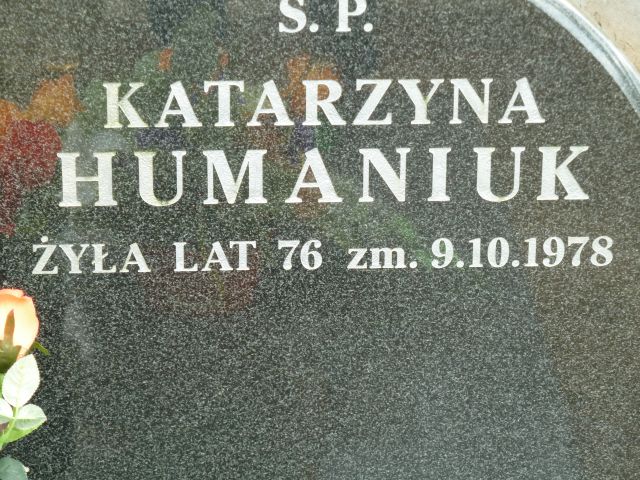 Ś. P.
KATARZYNA
HUMANIUK
ŻYŁA LAT 76 zm. 9.10.1978